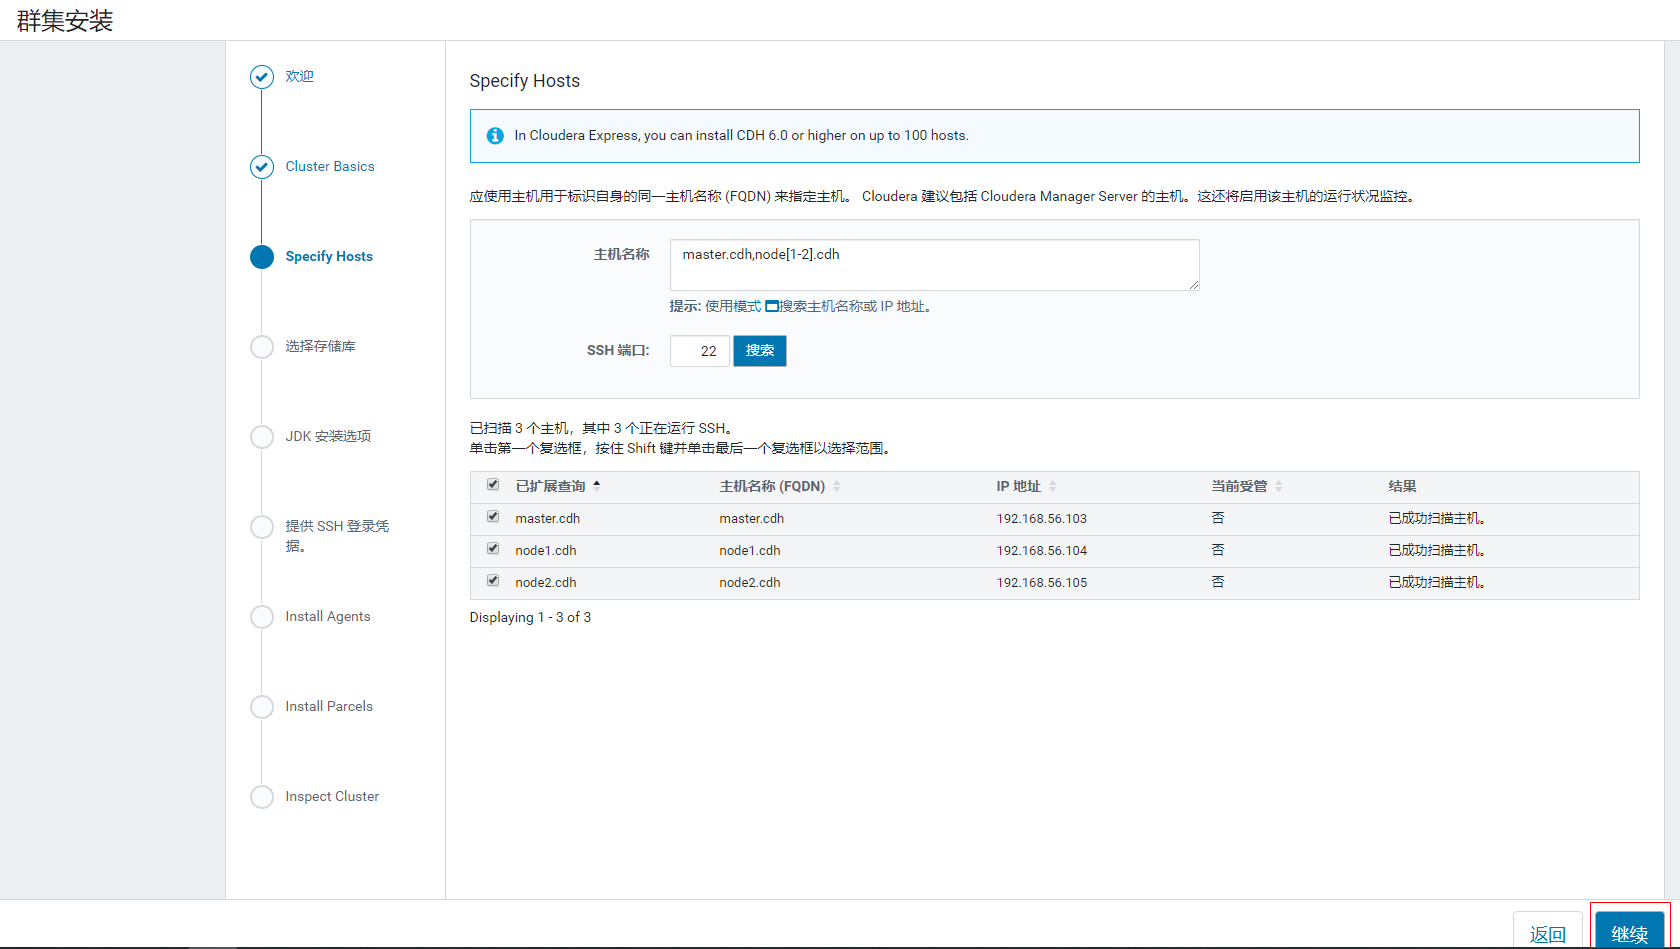 群集安装
欢迎
Cluster Basics
Specify Hosts
选择存储库
JDK 安装选项
提供 SSH 登录凭
据。
Install Agents
Install Parcels
Inspect Cluster
Specify Hosts
In Cloudera Express, you can install CDH 6.0 or higher on up to 100 hosts.
应使用主机用于标识自身的同一主机名称 (FQDN) 来指定主机。 Cloudera 建议包括 Cloudera Manager Server 的主机。这还将启用该主机的运行状况监控。
主机名称 master.cdh,node[1-2].cdh
提示: 使用模式 搜索主机名称或 IP 地址。
SSH 端口: 22 搜索
已扫描 3 个主机，其中 3 个正在运行 SSH。
单击第一个复选框，按住 Shift 键并单击最后一个复选框以选择范围。
已扩展查询 主机名称 (FQDN) IP 地址 当前受管 结果
master.cdh master.cdh 192.168.56.103 否 已成功扫描主机。
node1.cdh node1.cdh 192.168.56.104 否 已成功扫描主机。
node2.cdh node2.cdh 192.168.56.105 否 已成功扫描主机。
Displaying 1 - 3 of 3
返回 继续